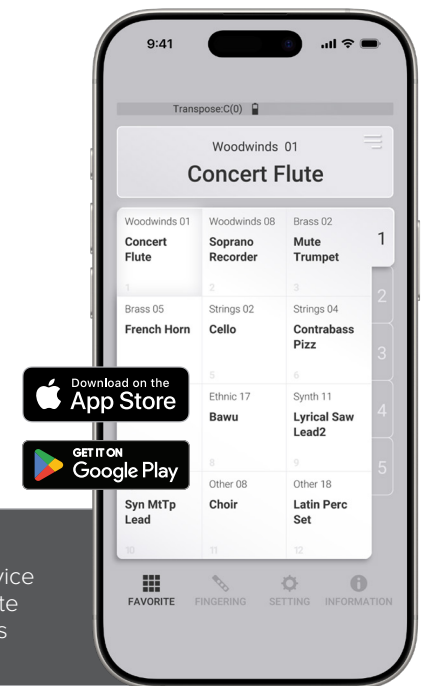 9:41
Transpose:C(0)
Woodwinds 01
Concert Flute
Woodwinds 01
Concert
Flute
1
Woodwinds 08
Soprano
Recorder
2
Brass 02
Mute
Trumpet
3
1
2
3
4
5
Brass 05
French Horn
Strings 02
Cello
5
Strings 04
Contrabass
Pizz
6
Download on the
App Store
GET IT ON
Google Play
Ethnic 17
Bawu
8
Synth 11
Lyrical Saw
Lead2
9
Syn MtTp
Lead
10
Other 08
Choir
11
Other 18
Latin Perc
Set
12
FAVORITE
FINGERING
SETTING
INFORMATION